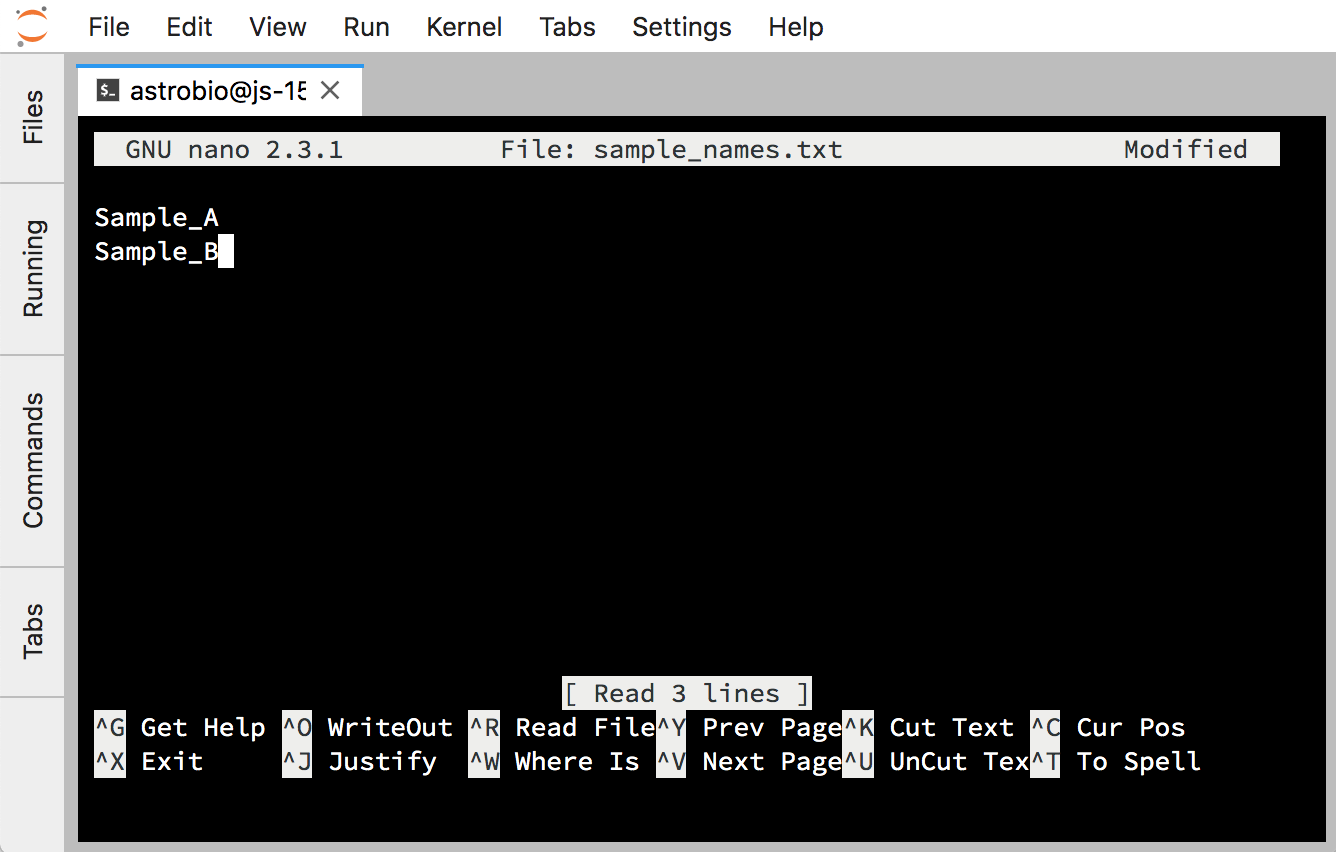 File Edit View Run Kernel Tabs Settings Help
Files
Running
Commands
Tabs
$_ astrobio@js-15
GNU nano 2.3.1 File: sample_names.txt Modified
Sample_A
Sample_B
[ Read 3 lines ]
^G Get Help ^O WriteOut ^R Read File^Y Prev Page^K Cut Text ^C Cur Pos
^X Exit ^J Justify ^W Where Is ^V Next Page^U UnCut Tex^T To Spell